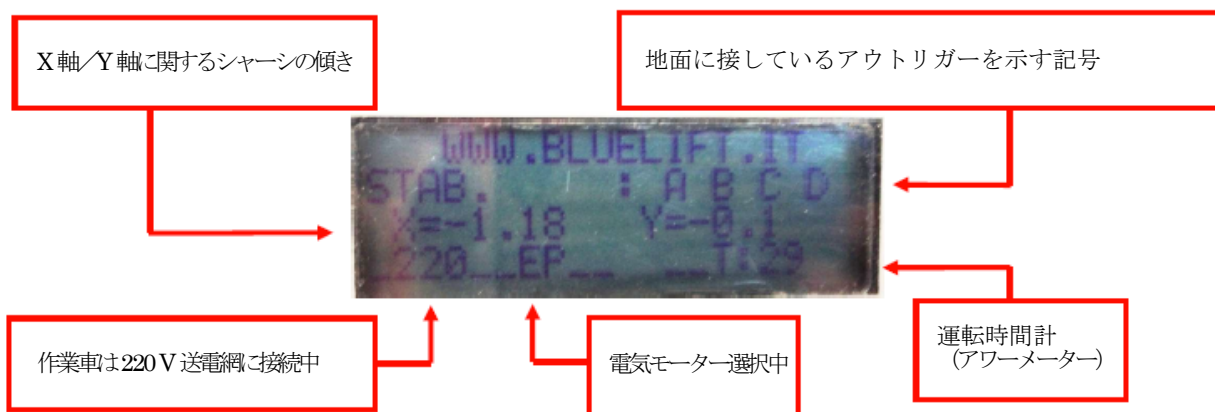 X軸／Y軸に関するシャーシの傾き
地面に接しているアウトリガーを示す記号
WWW.BLUELIFT.IT
STAB. : A B C D
X=-1.18 Y=-0.1
_220__EP__ __T:29
作業車は220V送電網に接続中
電気モーター選択中
運転時間計
(アワーメーター)